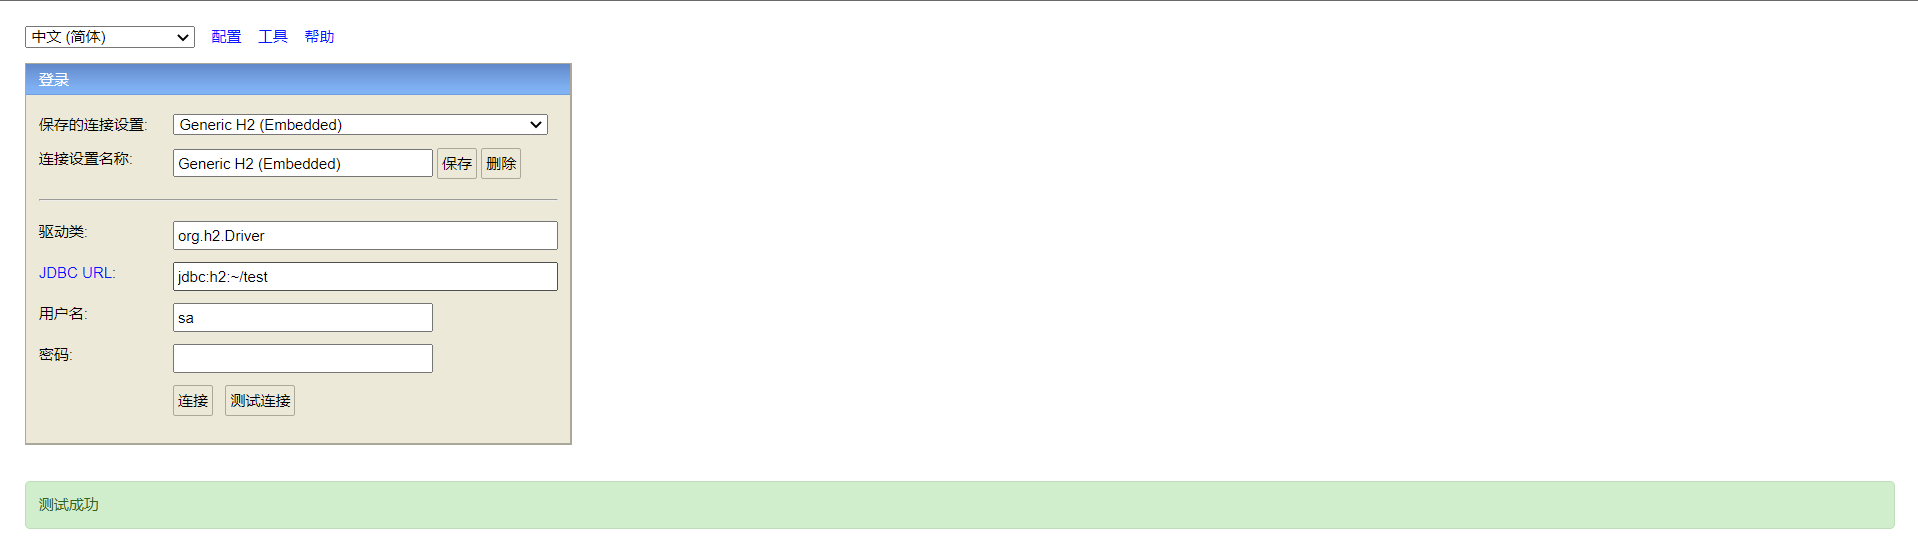 中文 (简体) 配置 工具 帮助
登录
保存的连接设置: Generic H2 (Embedded)
连接设置名称: Generic H2 (Embedded) 保存 删除
驱动类: org.h2.Driver
JDBC URL: jdbc:h2:~/test
用户名: sa
密码:
连接 测试连接
测试成功